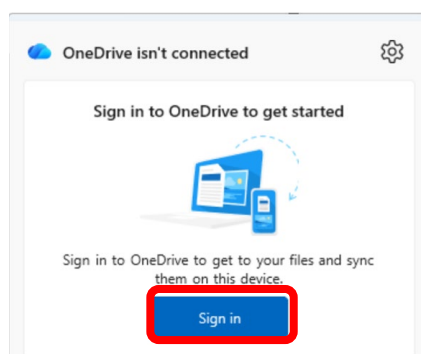 OneDrive isn't connected
Sign in to OneDrive to get started
Sign in to OneDrive to get to your files and sync
them on this device.
Sign in